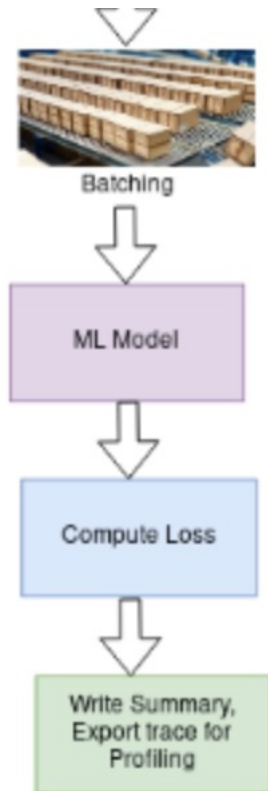 Batching
ML Model
Compute Loss
Write Summary,
Export trace for
Profiling